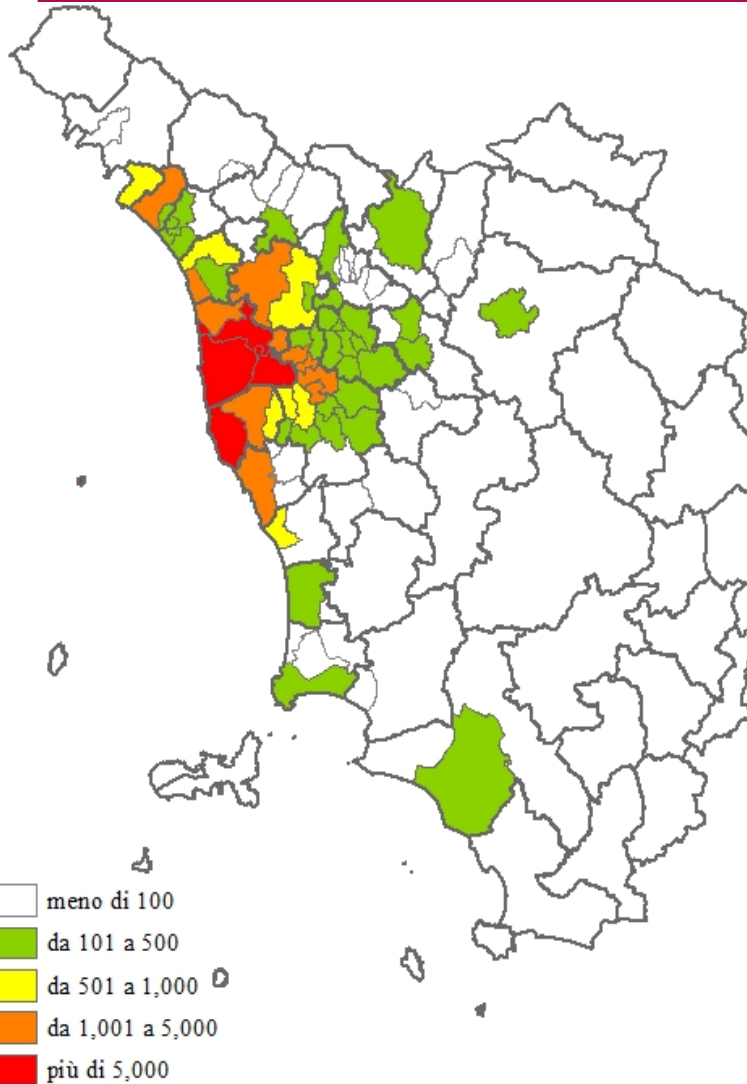 meno di 100
da 101 a 500
da 501 a 1,000
da 1,001 a 5,000
più di 5,000